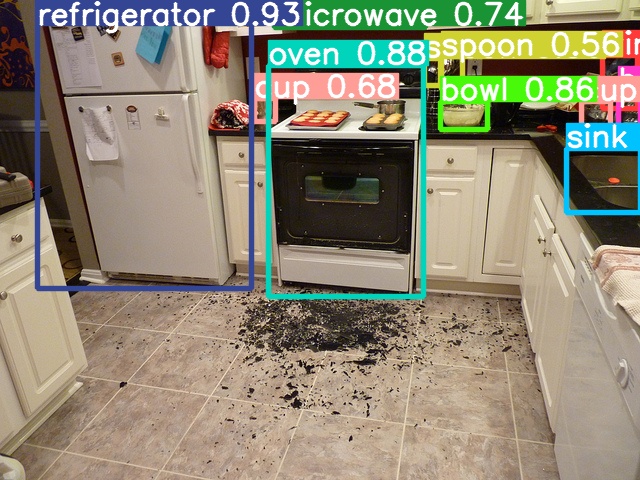 refrigerator 0.93
icrowave 0.74
oven 0.88
sspoon 0.56
cup 0.68
bowl 0.86
up
sink